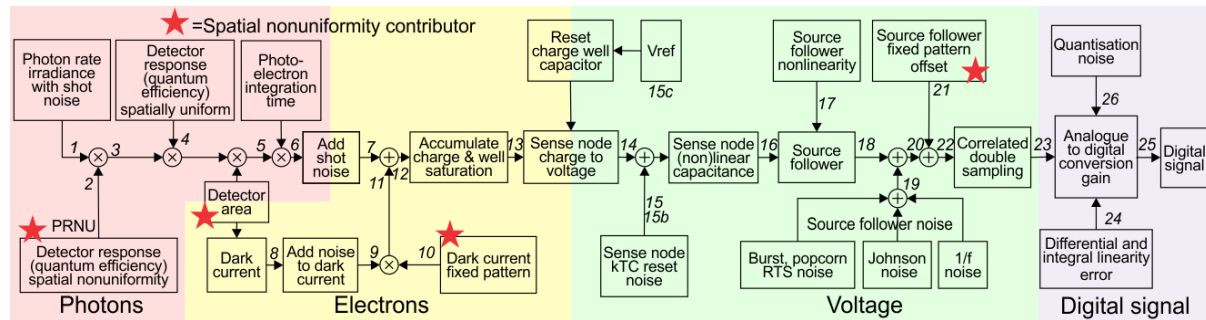 =Spatial nonuniformity contributor
Photon rate
irradiance
with shot
noise
Detector
response
(quantum
efficiency)
spatially uniform
Photo-
electron
integration
time
Reset
charge well
capacitor
Vref
15c
Source
follower
nonlinearity
Source follower
fixed pattern
offset
Quantisation
noise
1
2
3
4
5
6
Add
shot
noise
7
12
Accumulate
charge & well
saturation
13
Sense node
charge to
voltage
14
Sense node
(non)linear
capacitance
16
17
Source
follower
18
20
21
22
Correlated
double
sampling
23
26
Analogue
to digital
conversion
gain
25
Digital
signal
11
15
15b
19
24
Detector
area
PRNU
Detector response
(quantum efficiency)
spatial nonuniformity
Dark
current
8
Add noise
to dark
current
9
10
Dark current
fixed pattern
Sense node
kTC reset
noise
Source follower noise
Burst, popcorn
RTS noise
Johnson
noise
1/f
noise
Differential and
integral linearity
error
Photons
Electrons
Voltage
Digital signal